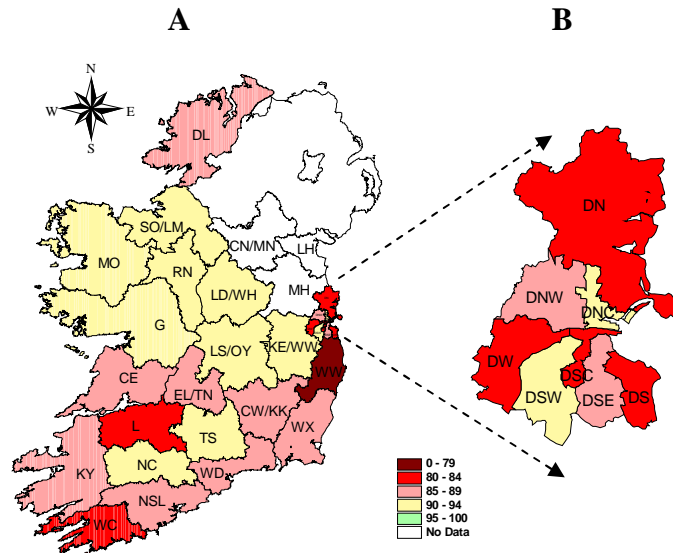 A
B
N
W E
S
DL
SO/LM
CN/MN
LH
MO
RN
LD/WH
MH
G
LS/OY
KE/WW
WW
CE
EL/TN
CW/KK
L
TS
WX
KY
NC
WD
NSL
WC
DN
DNW
DNC
DW
DSC
DSW
DSE
DS
0 - 79
80 - 84
85 - 89
90 - 94
95 - 100
No Data